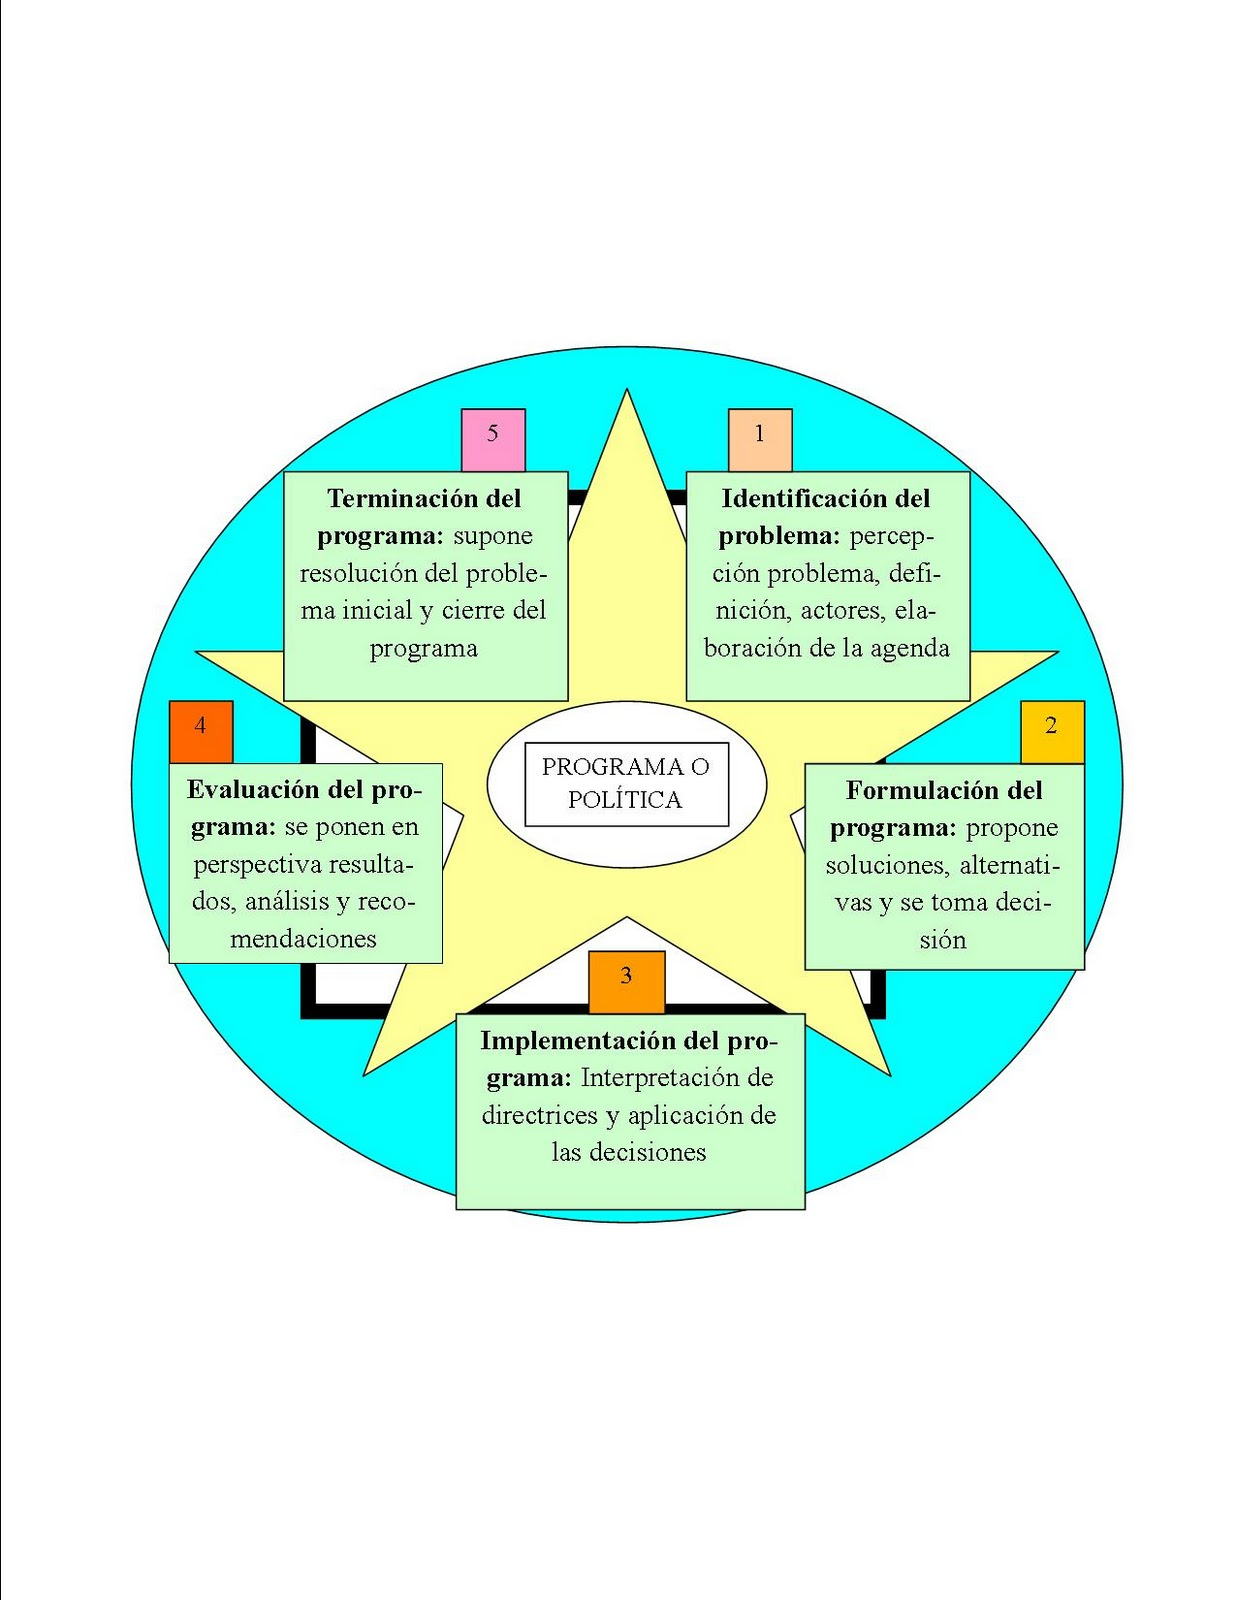 1
Identificación del
problema: percep-
ción problema, defi-
nición, actores, ela-
boración de la agenda
2
Formulación del
programa: propone
soluciones, alternati-
vas y se toma deci-
sión
3
Implementación del pro-
grama: Interpretación de
directrices y aplicación de
las decisiones
4
Evaluación del pro-
grama: se ponen en
perspectiva resulta-
dos, análisis y reco-
mendaciones
5
Terminación del
programa: supone
resolución del proble-
ma inicial y cierre del
programa
PROGRAMA O
POLÍTICA